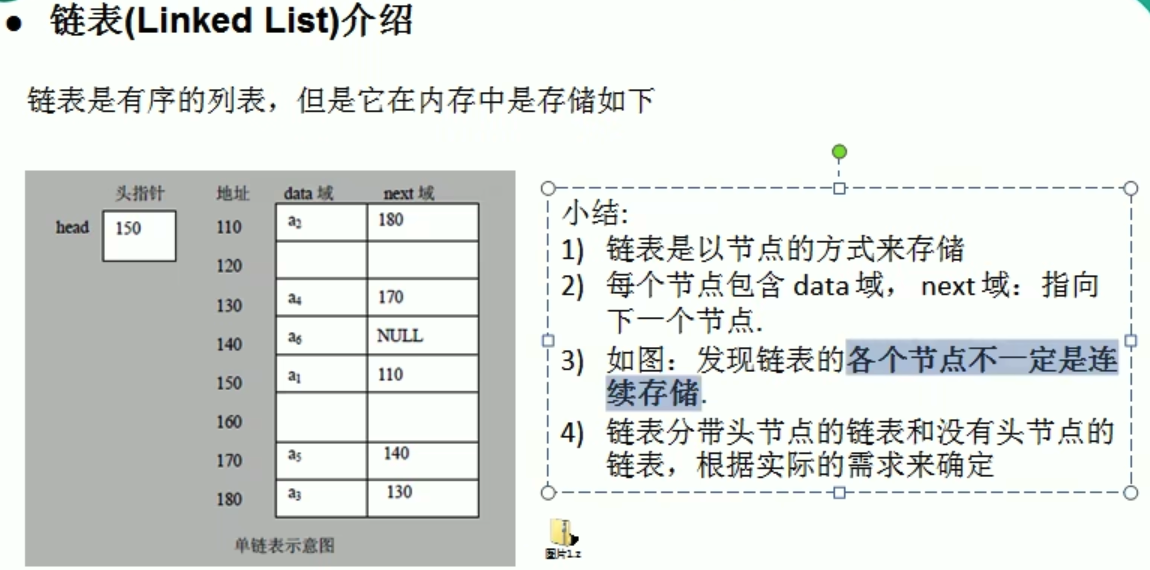 ● 链表(Linked List)介绍
链表是有序的列表，但是它在内存中是存储如下
头指针 地址 data 域 next 域
head 150 110 a₂ 180
120
130 a₄ 170
140 a₆ NULL
150 a₁ 110
160
170 a₅ 140
180 a₃ 130
单链表示意图
小结:
1) 链表是以节点的方式来存储
2) 每个节点包含 data 域， next 域：指向
下一个节点.
3) 如图：发现链表的各个节点不一定是连
续存储.
4) 链表分带头节点的链表和没有头节点的
链表，根据实际的需求来确定
图片1.z